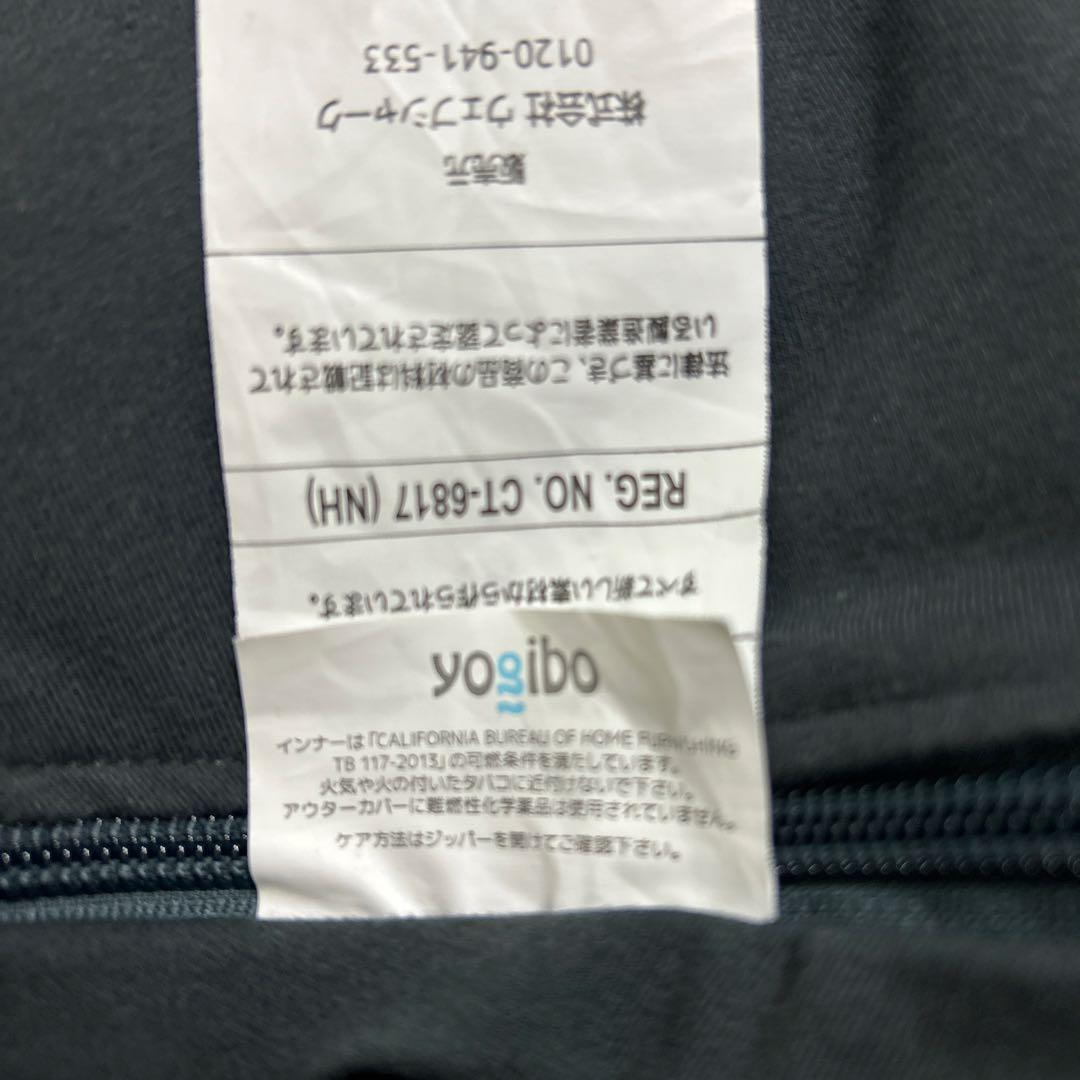 すべて新しい素材から作られています。
REG. NO. CT-6817 (NH)
法律に基づき、この商品の材料は記載されて
いる製造業者によって認定されています。
販売元
株式会社 ウェブシャーク
0120-941-533
yogibo
インナーは「CALIFORNIA BUREAU OF HOME FURNISHING
TB 117-2013」の可燃条件を満たしています。
火気や火の付いたタバコに近付けないで下さい。
アウターカバーに難燃性化学薬品は使用されていません。
ケア方法はジッパーを開けてご確認下さい。